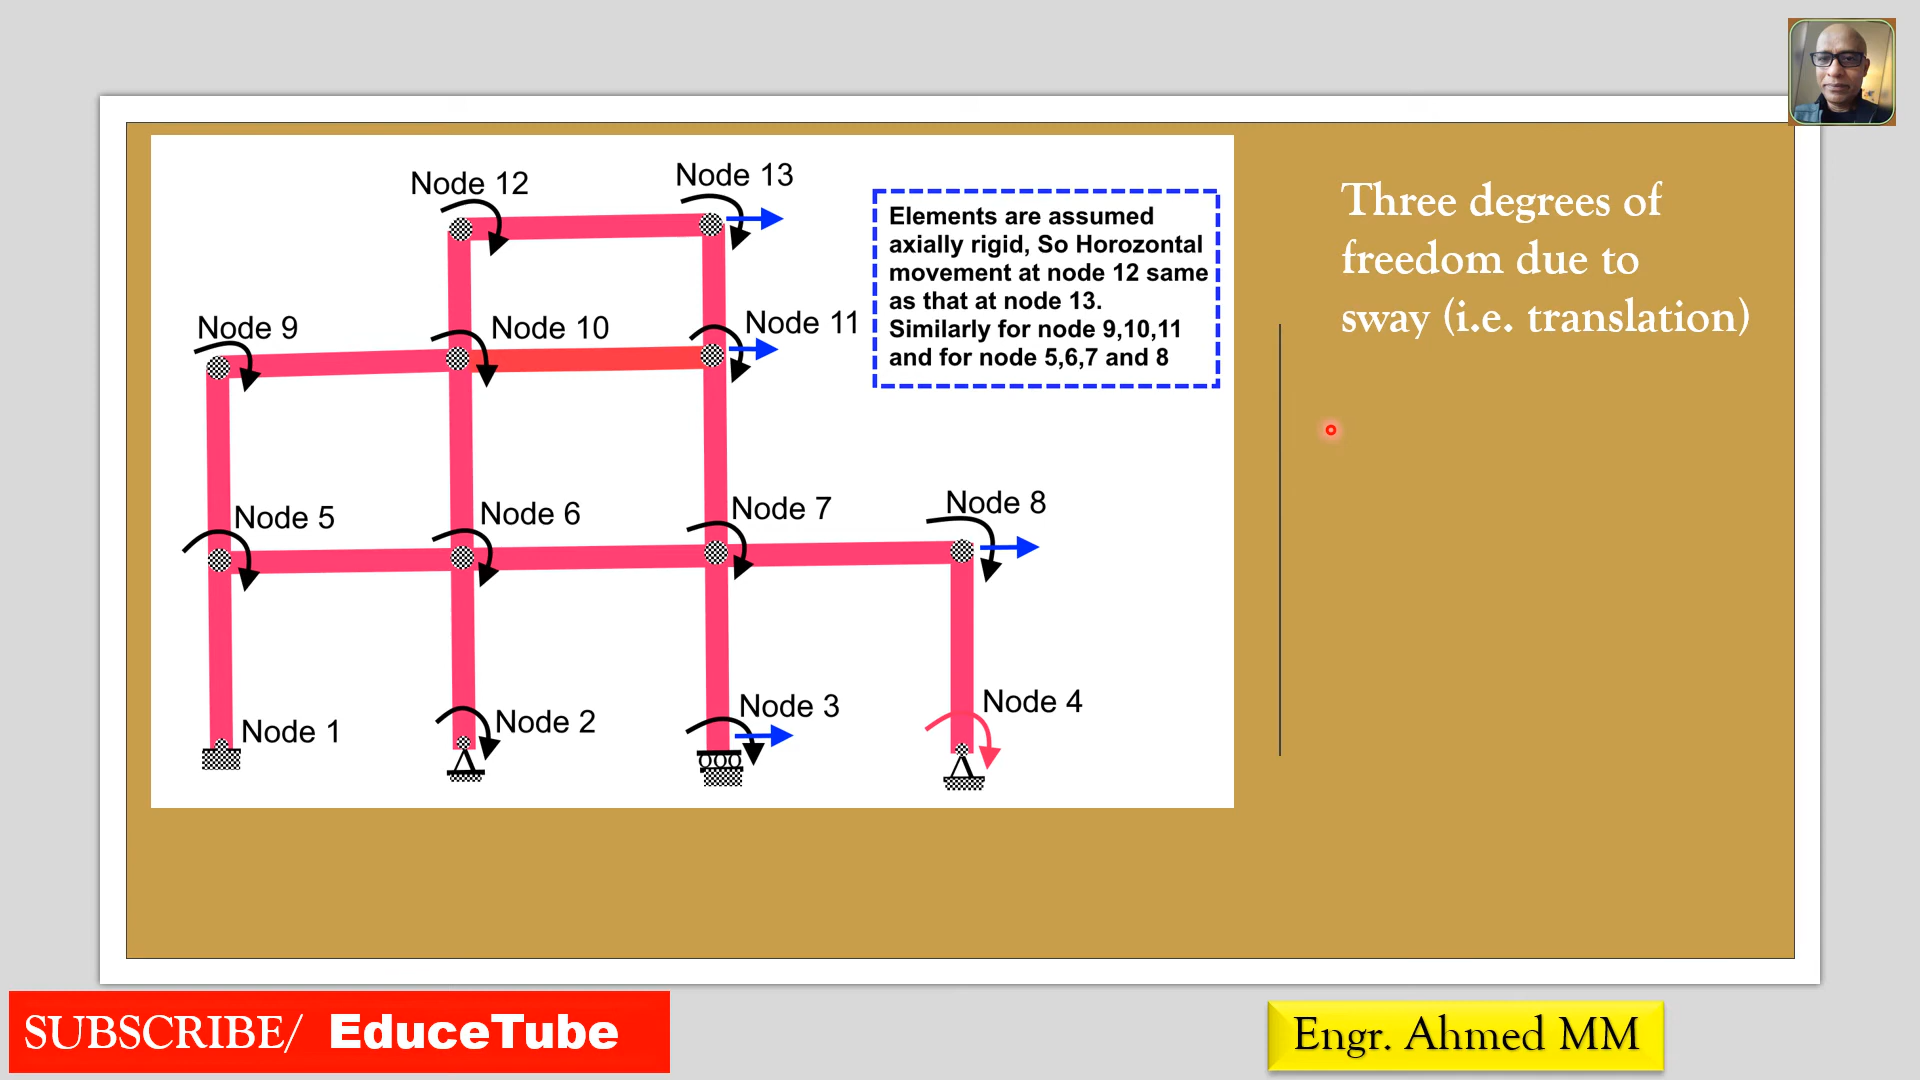 Node 12
Node 13
Elements are assumed
axially rigid, So Horozontal
movement at node 12 same
as that at node 13.
Similarly for node 9,10,11
and for node 5,6,7 and 8
Three degrees of
freedom due to
sway (i.e. translation)
Node 9
Node 10
Node 11
Node 5
Node 6
Node 7
Node 8
Node 1
Node 2
Node 3
Node 4
SUBSCRIBE/ EduceTube
Engr. Ahmed MM